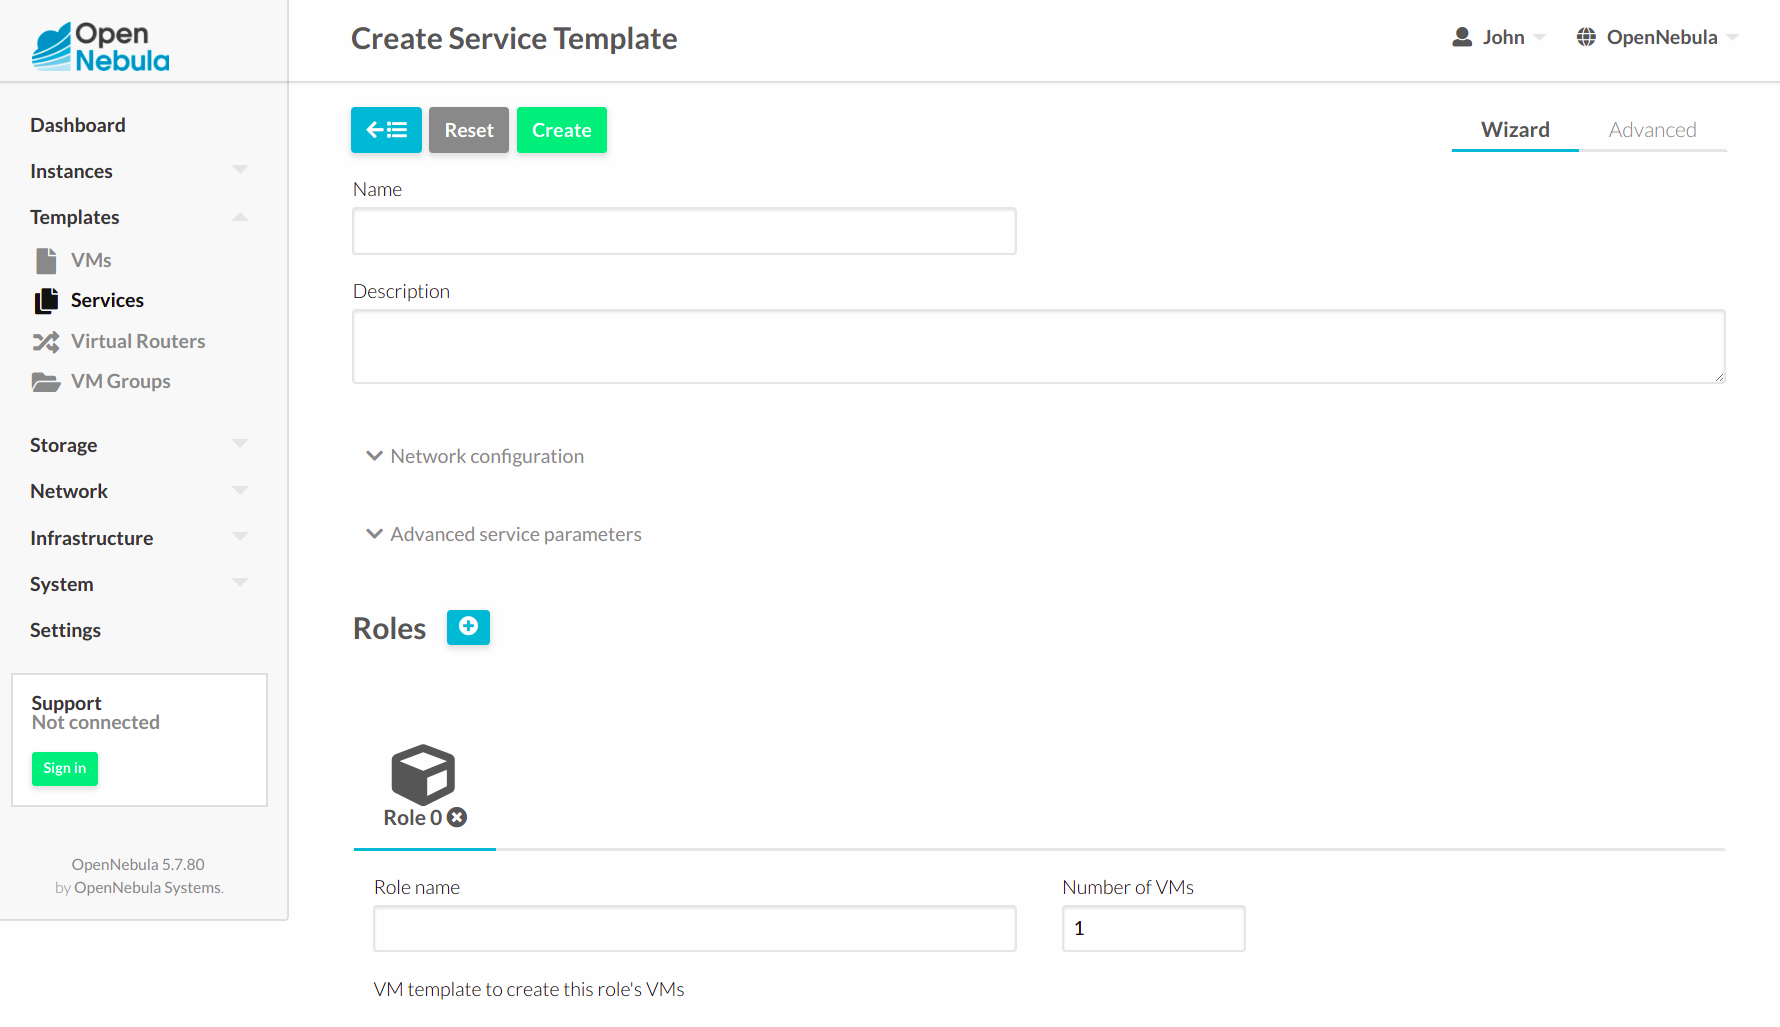 Open
Nebula
Create Service Template
John
OpenNebula
Dashboard
Instances
Templates
VMs
Services
Virtual Routers
VM Groups
Storage
Network
Infrastructure
System
Settings
Support
Not connected
Sign in
OpenNebula 5.7.80
by OpenNebula Systems.
Reset
Create
Wizard
Advanced
Name
Description
Network configuration
Advanced service parameters
Roles
Role 0
Role name
Number of VMs
1
VM template to create this role's VMs